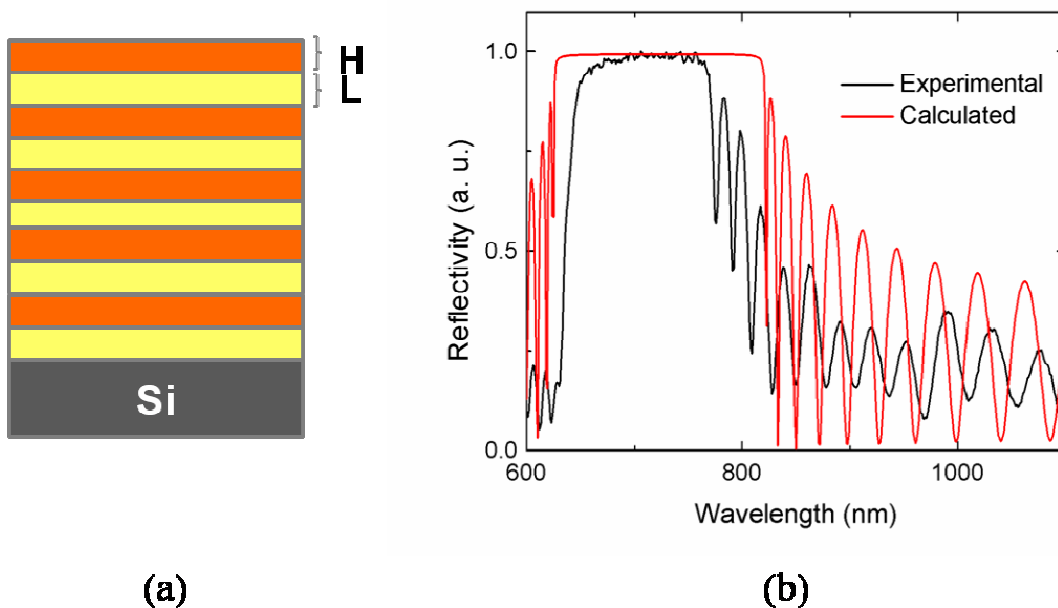 H
L
Si
(a)
1.0
0.5
0.0
Reflectivity (a. u.)
Experimental
Calculated
600
800
1000
Wavelength (nm)
(b)